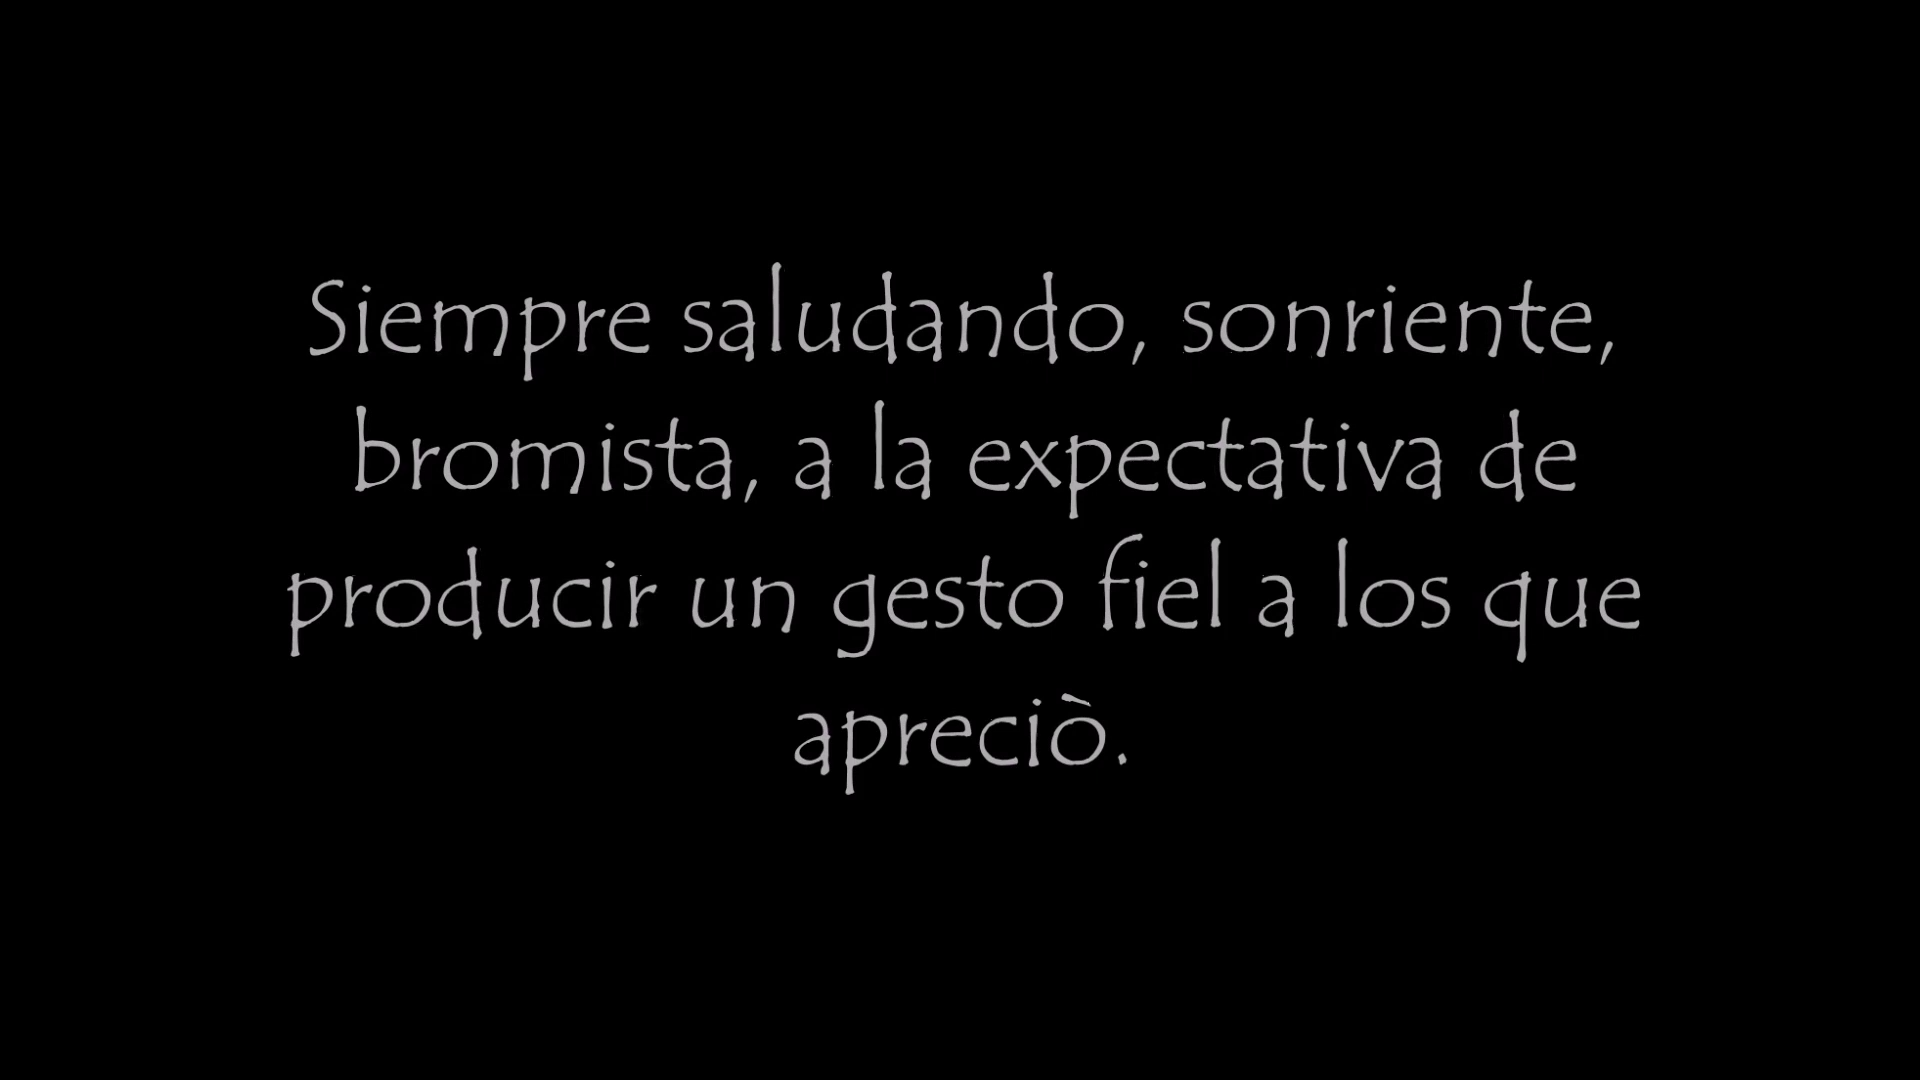 Siempre saludando, sonriente,
bromista, a la expectativa de
producir un gesto fiel a los que
apreciò.